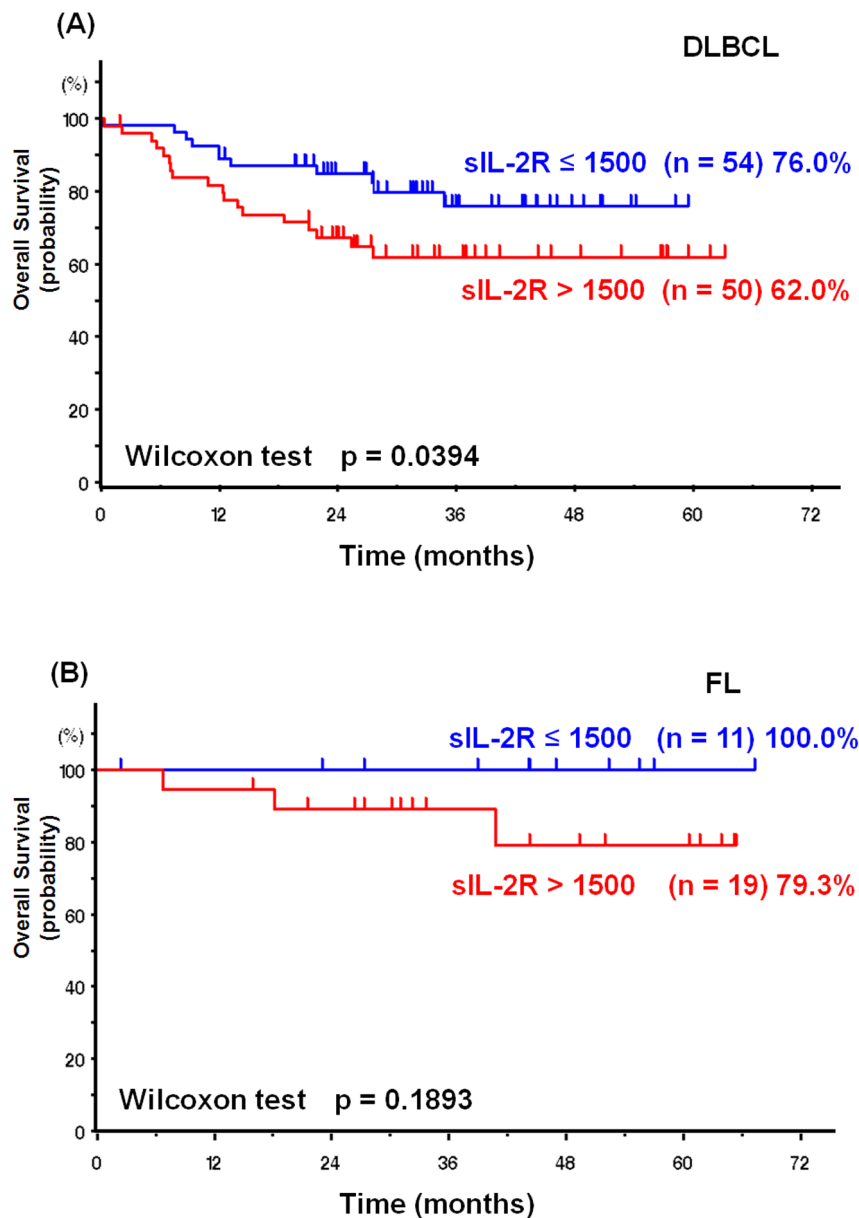 (A)
DLBCL
(%)
100
80
60
40
20
0
Overall Survival
(probability)
sIL-2R ≤ 1500 (n = 54) 76.0%
sIL-2R > 1500 (n = 50) 62.0%
Wilcoxon test p = 0.0394
0 12 24 36 48 60 72
Time (months)
(B)
FL
(%)
100
80
60
40
20
0
Overall Survival
(probability)
sIL-2R ≤ 1500 (n = 11) 100.0%
sIL-2R > 1500 (n = 19) 79.3%
Wilcoxon test p = 0.1893
0 12 24 36 48 60 72
Time (months)